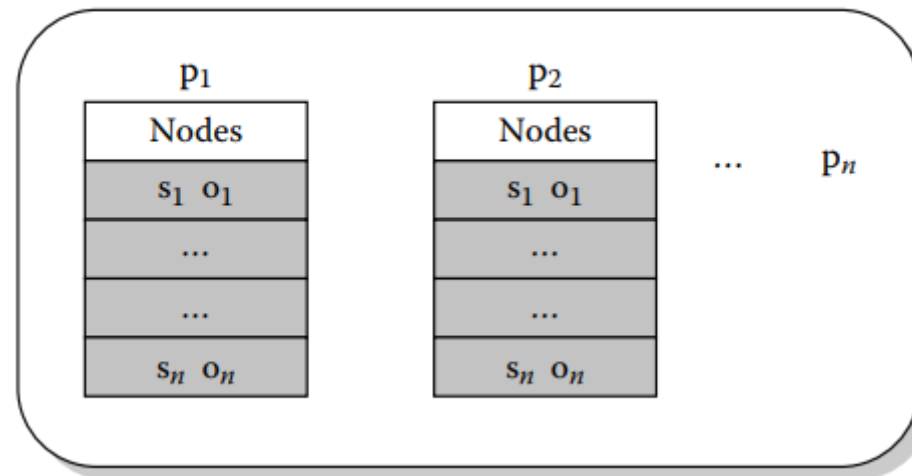 p₁ p₂
Nodes Nodes
... pₙ
s₁ o₁ s₁ o₁
... ...
... ...
sₙ oₙ sₙ oₙ